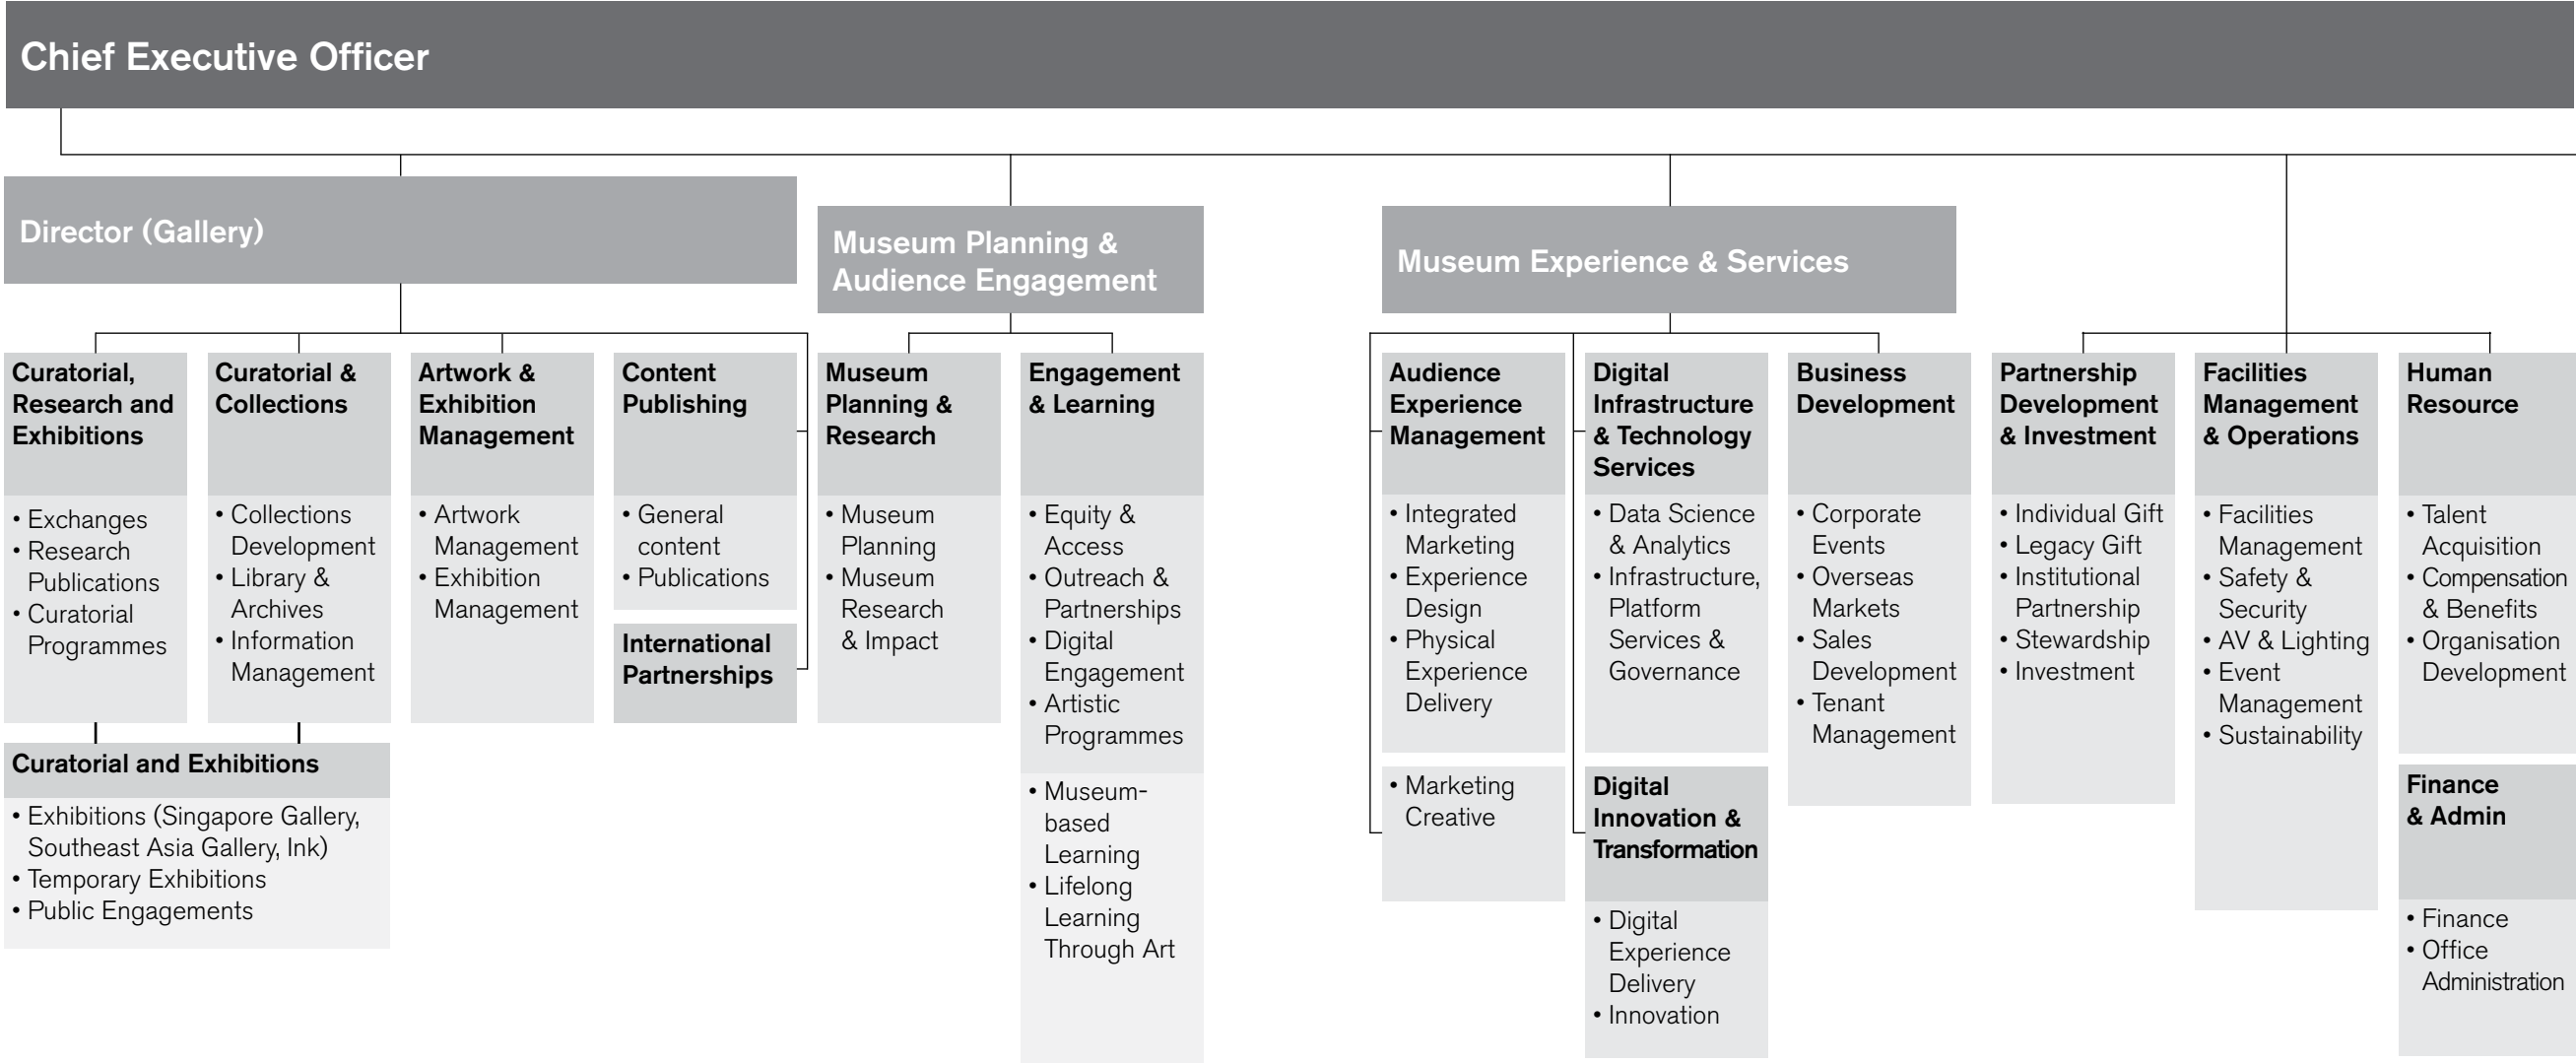 Chief Executive Officer
Director (Gallery)
Museum Planning &
Audience Engagement
Museum Experience & Services
Curatorial,
Research and
Exhibitions
• Exchanges
• Research
Publications
• Curatorial
Programmes
Curatorial &
Collections
• Collections
Development
• Library &
Archives
• Information
Management
Curatorial and Exhibitions
• Exhibitions (Singapore Gallery,
Southeast Asia Gallery, Ink)
• Temporary Exhibitions
• Public Engagements
Artwork &
Exhibition
Management
• Artwork
Management
• Exhibition
Management
Content
Publishing
• General
content
• Publications
International
Partnerships
Museum
Planning &
Research
• Museum
Planning
• Museum
Research
& Impact
Engagement
& Learning
• Equity &
Access
• Outreach &
Partnerships
• Digital
Engagement
• Artistic
Programmes
• Museum-
based
Learning
• Lifelong
Learning
Through Art
Audience
Experience
Management
• Integrated
Marketing
• Experience
Design
• Physical
Experience
Delivery
• Marketing
Creative
Digital
Infrastructure
& Technology
Services
• Data Science
& Analytics
• Infrastructure,
Platform
Services &
Governance
Digital
Innovation &
Transformation
• Digital
Experience
Delivery
• Innovation
Business
Development
• Corporate
Events
• Overseas
Markets
• Sales
Development
• Tenant
Management
Partnership
Development
& Investment
• Individual Gift
• Legacy Gift
• Institutional
Partnership
• Stewardship
• Investment
Facilities
Management
& Operations
• Facilities
Management
• Safety &
Security
• AV & Lighting
• Event
Management
• Sustainability
Human
Resource
• Talent
Acquisition
• Compensation
& Benefits
• Organisation
Development
Finance
& Admin
• Finance
• Office
Administration